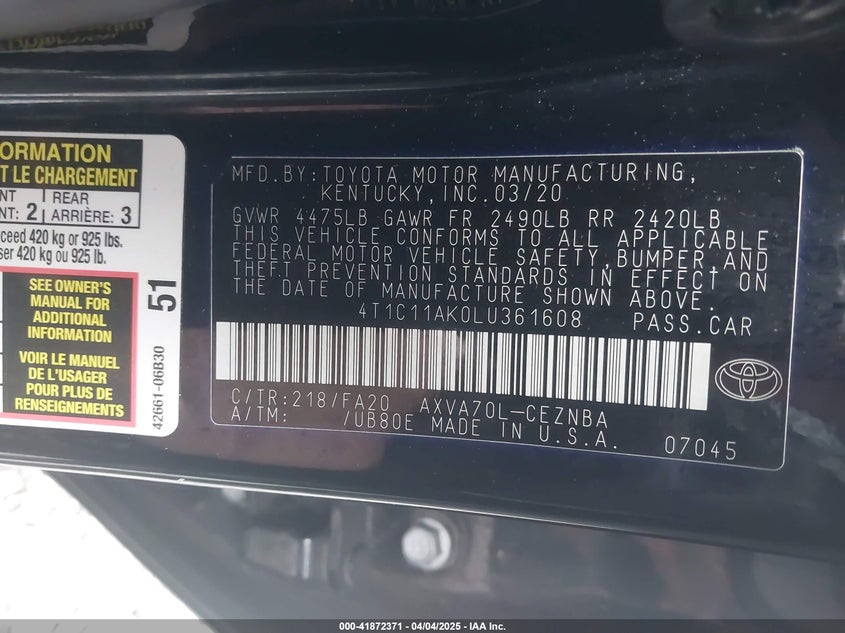 ORMATION
T LE CHARGEMENT
NT 2 REAR
NT: 2 ARRIÈRE: 3
ceed 420 kg or 925 lbs.
ser 420 kg ou 925 lb.
SEE OWNER'S
MANUAL FOR
ADDITIONAL
INFORMATION
VOIR LE MANUEL
DE L'USAGER
POUR PLUS DE
RENSEIGNEMENTS
51
42661-06B30
MFD.BY:TOYOTA MOTOR MANUFACTURING,
KENTUCKY,INC.03/20
GVWR 4475LB GAWR FR 2490LB RR 2420LB
THIS VEHICLE CONFORMS TO ALL APPLICABLE
FEDERAL MOTOR VEHICLE SAFETY,BUMPER,AND
THEFT PREVENTION STANDARDS IN EFFECT ON
THE DATE OF MANUFACTURE SHOWN ABOVE.
4T1C11AK0LU361608 PASS.CAR
C/TR:218/FA20 AXVA70L-CEZNBA
A/TM: /UB80E MADE IN U.S.A. 07045
000-41872371 | 04/04/2025 - IAA Inc.